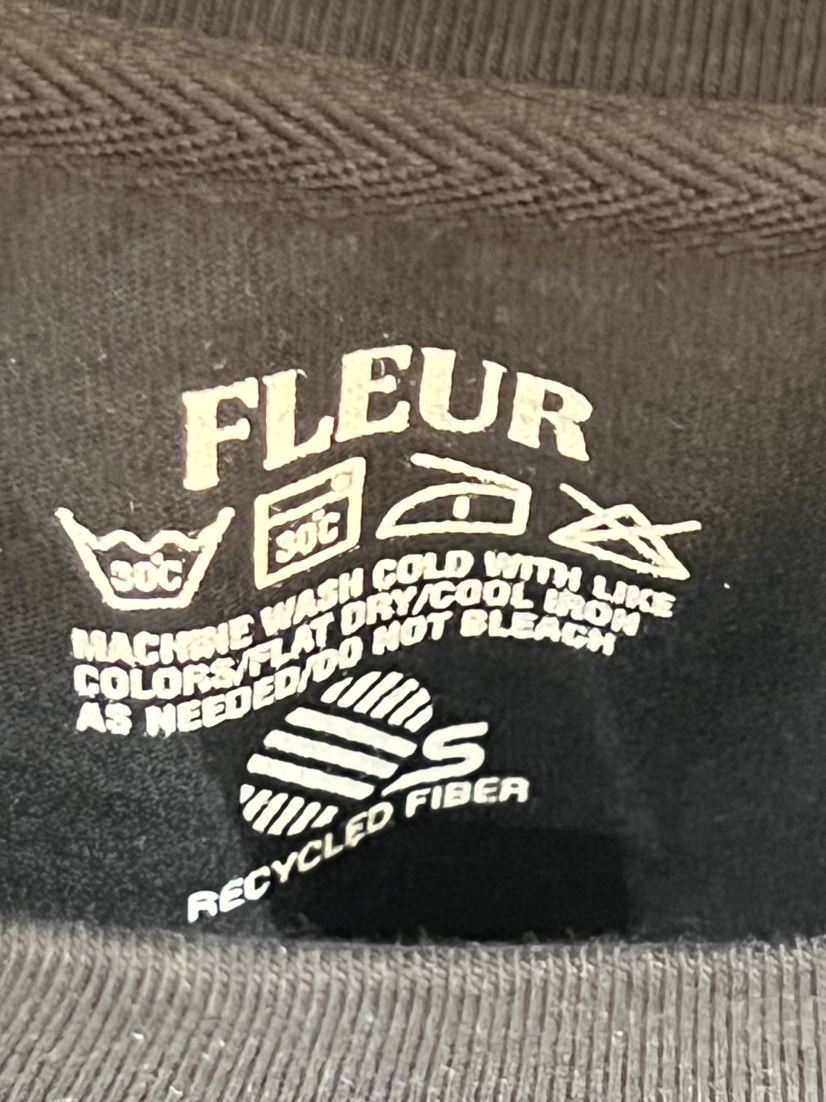 FLEUR
30°C 30°C
MACHINE WASH COLD WITH LIKE
COLORS/FLAT DRY/COOL IRON
AS NEEDED/DO NOT BLEACH
S
RECYCLED FIBER